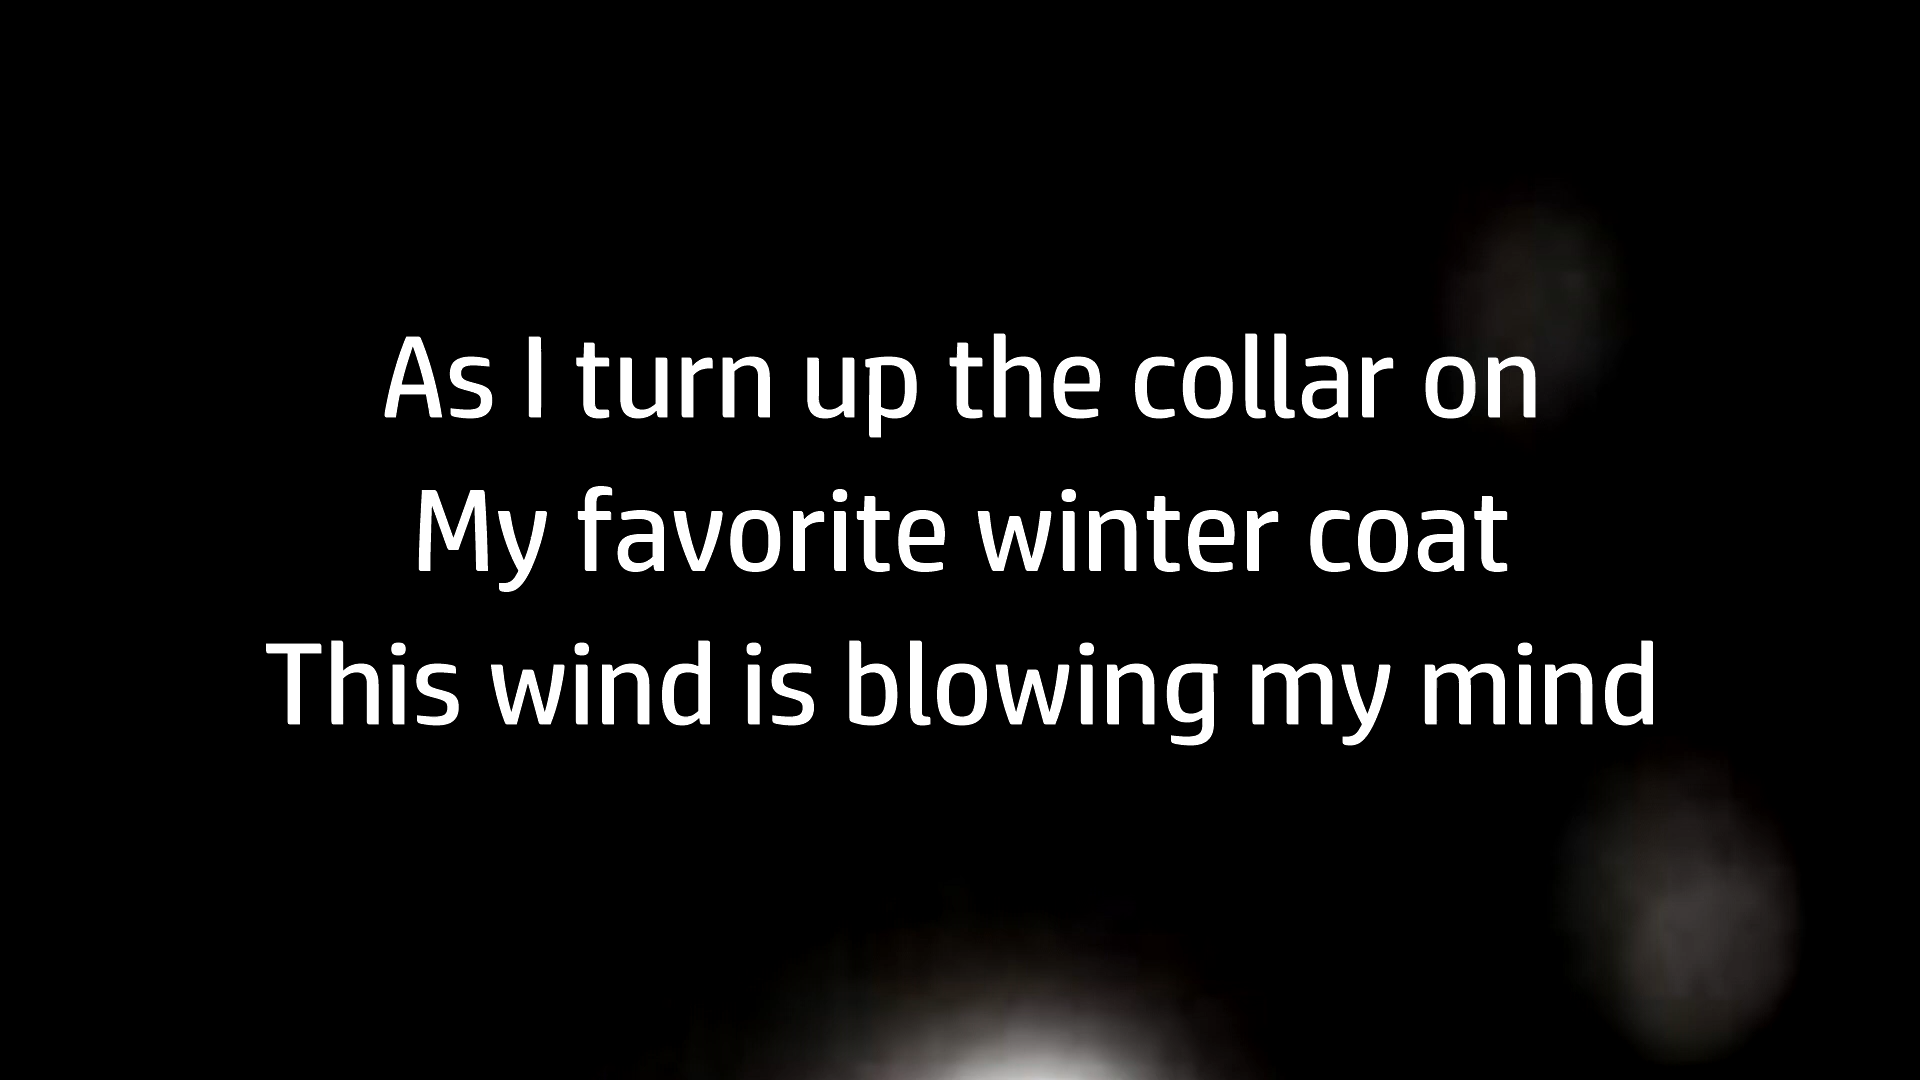 As I turn up the collar on
My favorite winter coat
This wind is blowing my mind